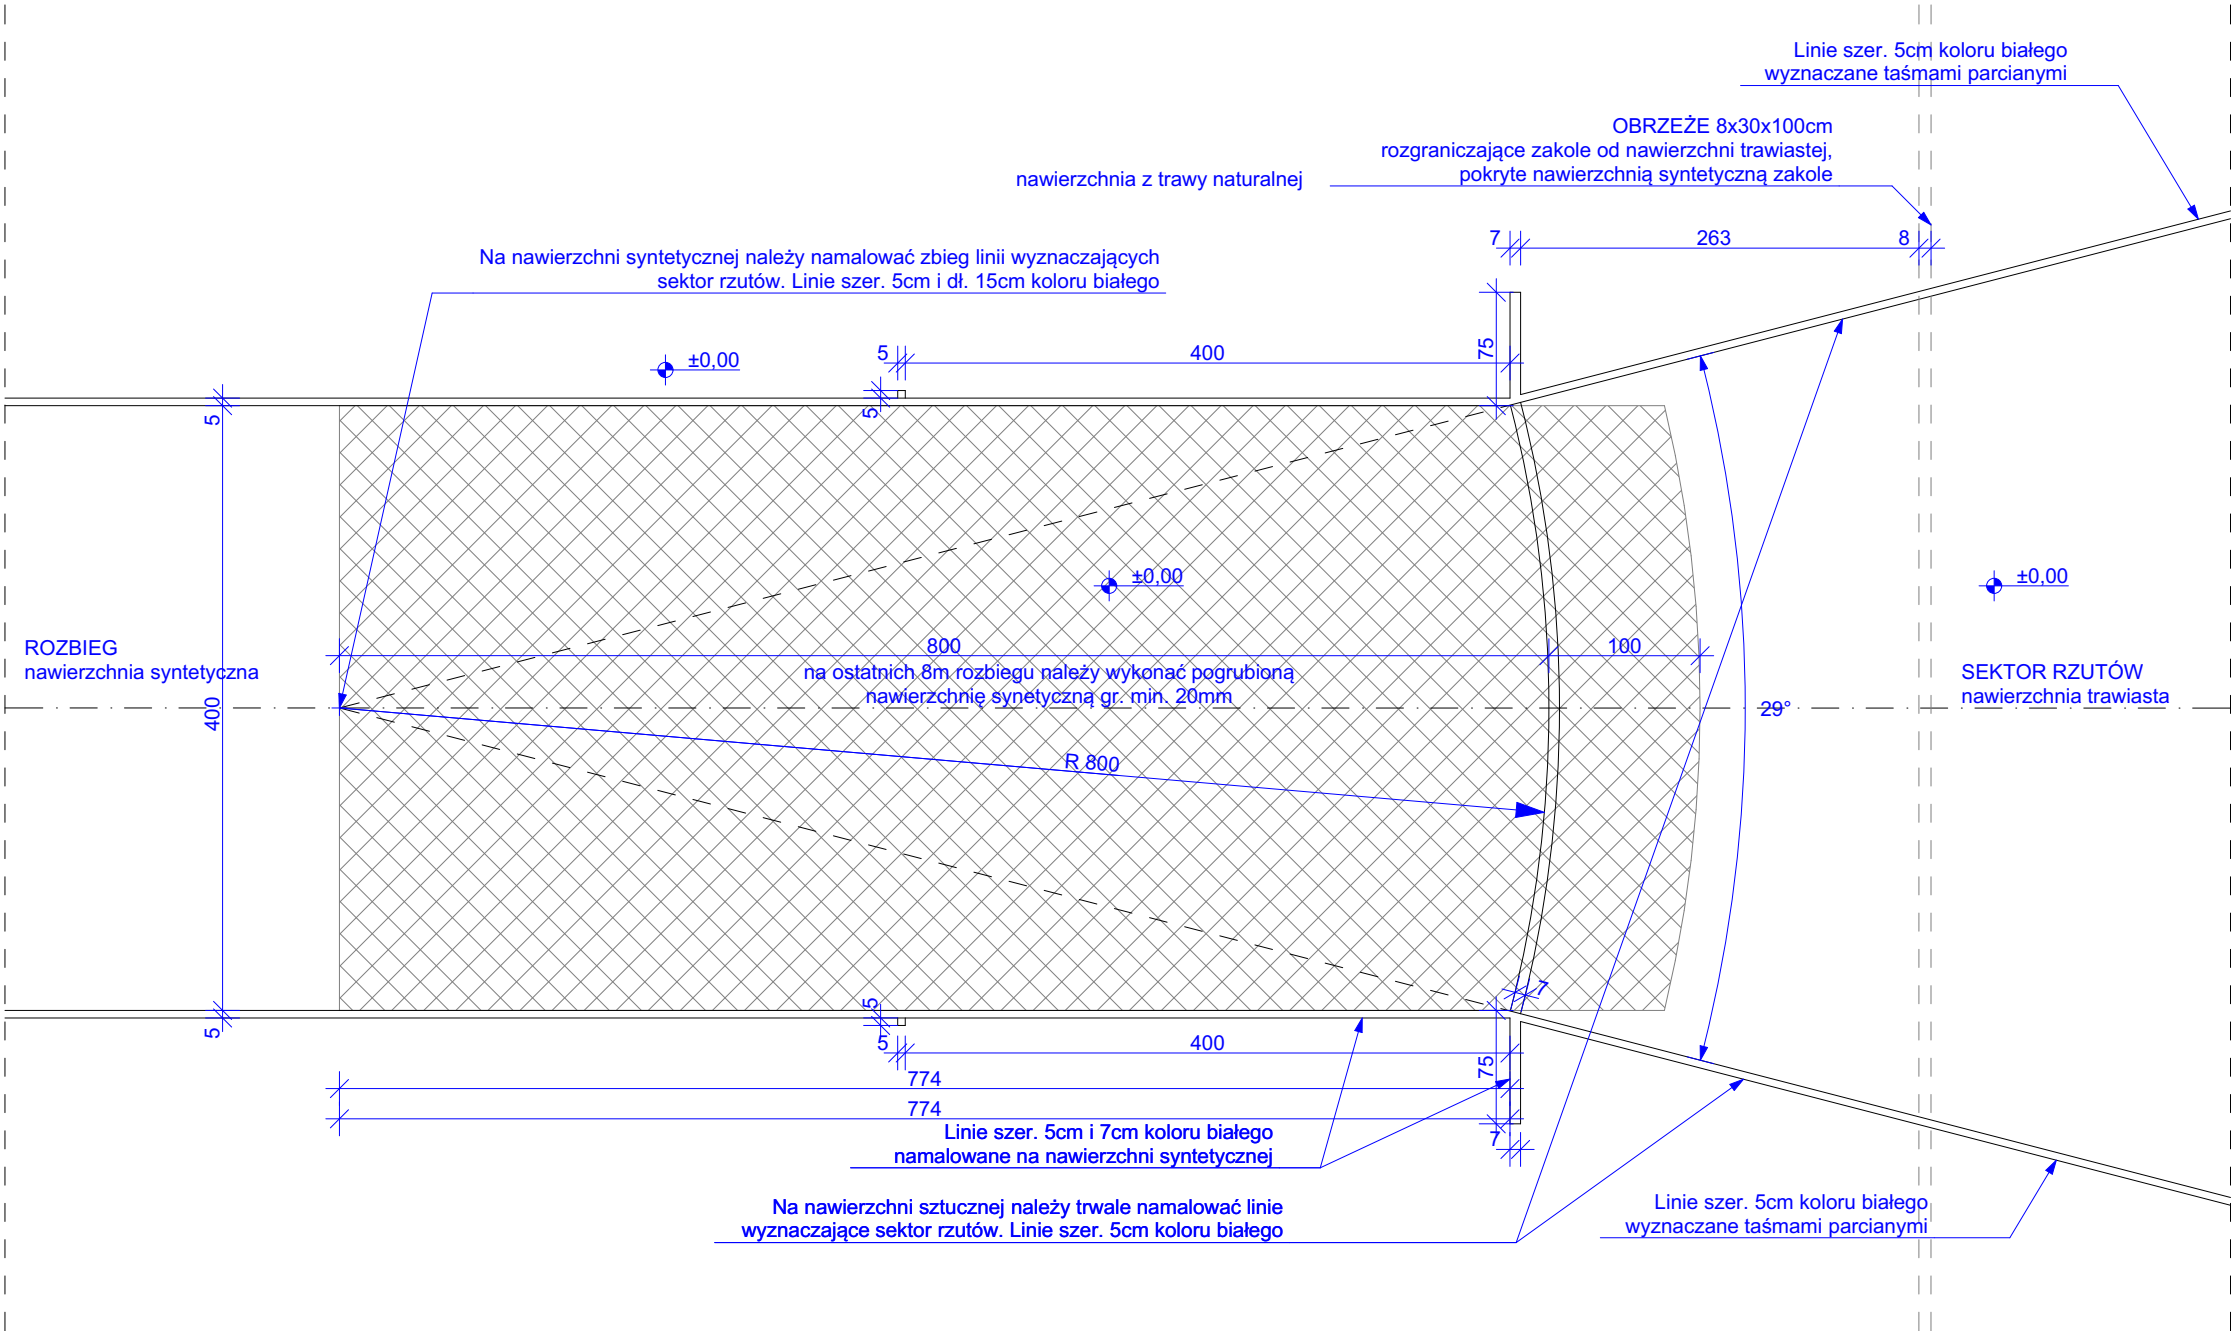 Linie szer. 5cm koloru białego
wyznaczane taśmami parcianymi
OBRZEŻE 8x30x100cm
rozgraniczające zakole od nawierzchni trawiastej,
pokryte nawierzchnią syntetyczną zakole
nawierzchnia z trawy naturalnej
7
263
8
Na nawierzchni syntetycznej należy namalować zbieg linii wyznaczających
sektor rzutów. Linie szer. 5cm i dł. 15cm koloru białego
±0,00
5
400
75
5
5
±0,00
±0,00
ROZBIEG
nawierzchnia syntetyczna
400
800
100
na ostatnich 8m rozbiegu należy wykonać pogrubioną
nawierzchnię synetyczną gr. min. 20mm
SEKTOR RZUTÓW
nawierzchnia trawiasta
29°
R 800
7
5
5
5
400
75
774
774
7
Linie szer. 5cm i 7cm koloru białego
namalowane na nawierzchni syntetycznej
Na nawierzchni sztucznej należy trwale namalować linie
wyznaczające sektor rzutów. Linie szer. 5cm koloru białego
Linie szer. 5cm koloru białego
wyznaczane taśmami parcianymi